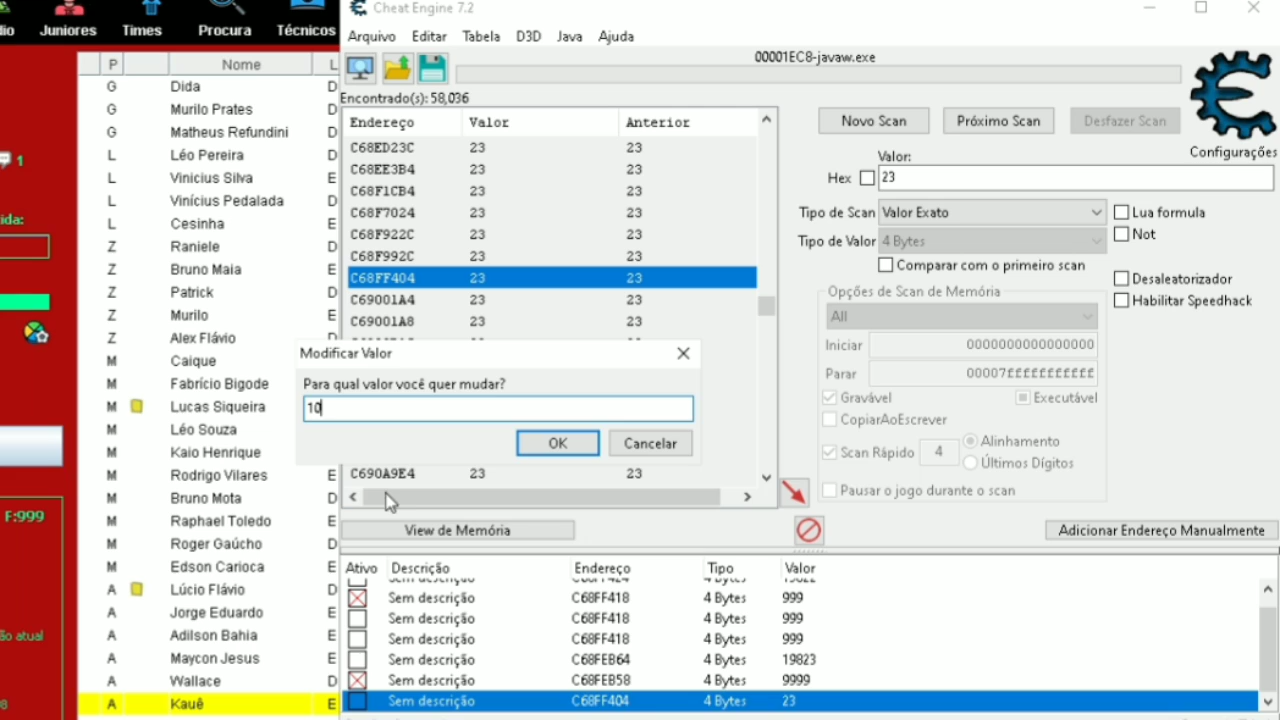 Cheat Engine 7.2
Juniores Times Procura Técnicos
Arquivo Editar Tabela D3D Java Ajuda
00001EC8-javaw.exe
Encontrado(s): 58,036
Endereço Valor Anterior
C68ED23C 23 23
C68EE3B4 23 23
C68F1CB4 23 23
C68F7024 23 23
C68F922C 23 23
C68F992C 23 23
C68FF404 23 23
C69001A4 23 23
C69001A8 23 23
C690A9E4 23 23
Novo Scan Próximo Scan Desfazer Scan
Configurações
Valor:
Hex 23
Tipo de Scan Valor Exato
Lua formula
Tipo de Valor 4 Bytes
Not
Comparar com o primeiro scan
Opções de Scan de Memória
Desaleatorizador
Habilitar Speedhack
All
Iniciar 0000000000000000
Parar 00007fffffffffff
Gravável Executável
CopiarAoEscrever
Scan Rápido 4 Alinhamento
Últimos Dígitos
Pausar o jogo durante o scan
Modificar Valor
Para qual valor você quer mudar?
10
OK Cancelar
View de Memória
Adicionar Endereço Manualmente
Ativo Descrição Endereço Tipo Valor
Sem descrição C68FF418 4 Bytes 999
Sem descrição C68FF418 4 Bytes 999
Sem descrição C68FF418 4 Bytes 999
Sem descrição C68FEB64 4 Bytes 19823
Sem descrição C68FEB58 4 Bytes 9999
Sem descrição C68FF404 4 Bytes 23
1
ida:
F:999
ão atual
P Nome L
G Dida D
G Murilo Prates D
G Matheus Refundini D
L Léo Pereira D
L Vinicius Silva E
L Vinícius Pedalada D
L Cesinha E
Z Raniele D
Z Bruno Maia E
Z Patrick D
Z Murilo E
Z Alex Flávio D
M Caique
M Fabrício Bigode
M Lucas Siqueira
M Léo Souza
M Kaio Henrique
M Rodrigo Vilares E
M Bruno Mota D
M Raphael Toledo E
M Roger Gaúcho D
M Edson Carioca E
A Lúcio Flávio D
A Jorge Eduardo E
A Adilson Bahia E
A Maycon Jesus E
A Wallace D
A Kauê E